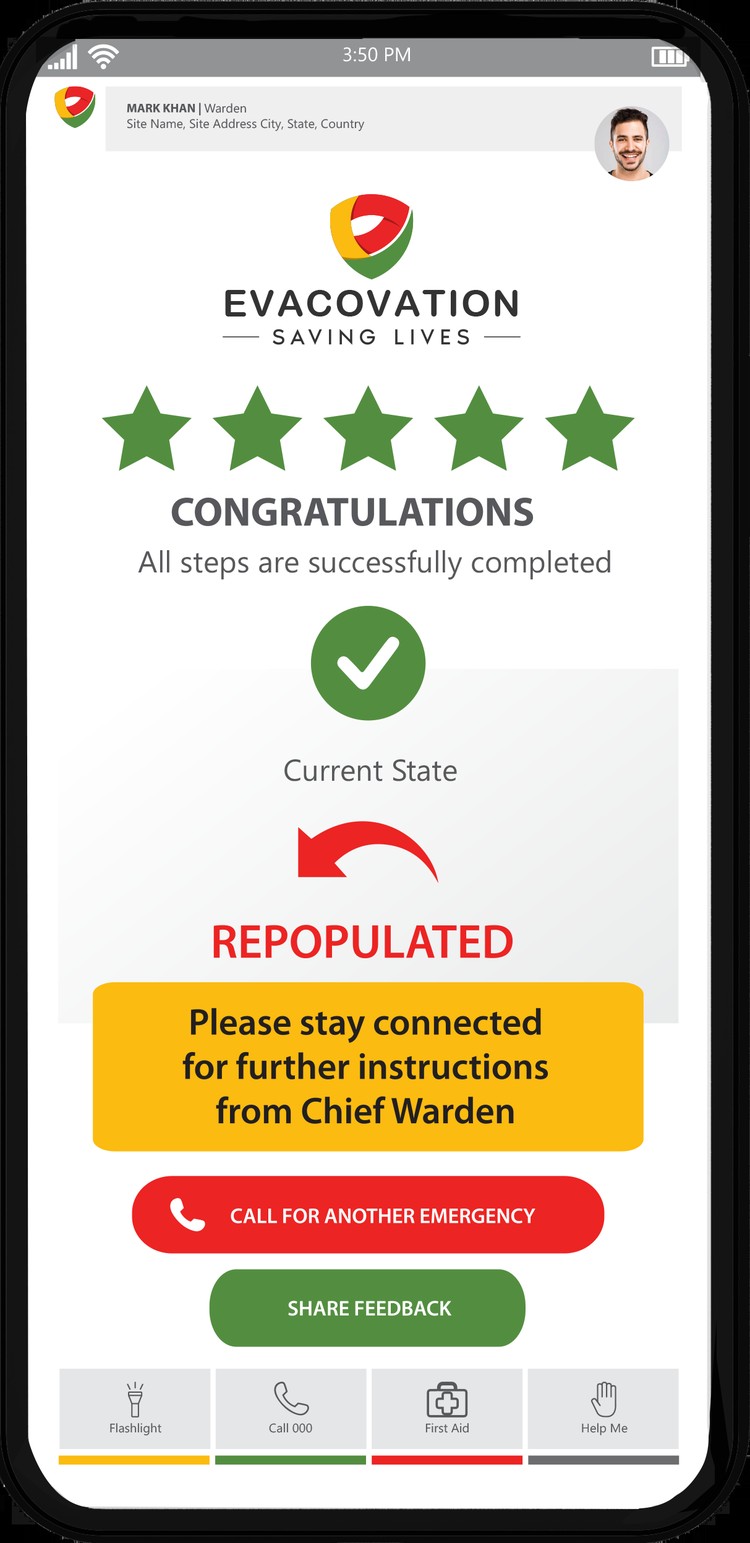 3:50 PM
MARK KHAN | Warden
Site Name, Site Address City, State, Country
EVACOVATION
SAVING LIVES
CONGRATULATIONS
All steps are successfully completed
Current State
REPOPULATED
Please stay connected
for further instructions
from Chief Warden
CALL FOR ANOTHER EMERGENCY
SHARE FEEDBACK
Flashlight
Call 000
First Aid
Help Me